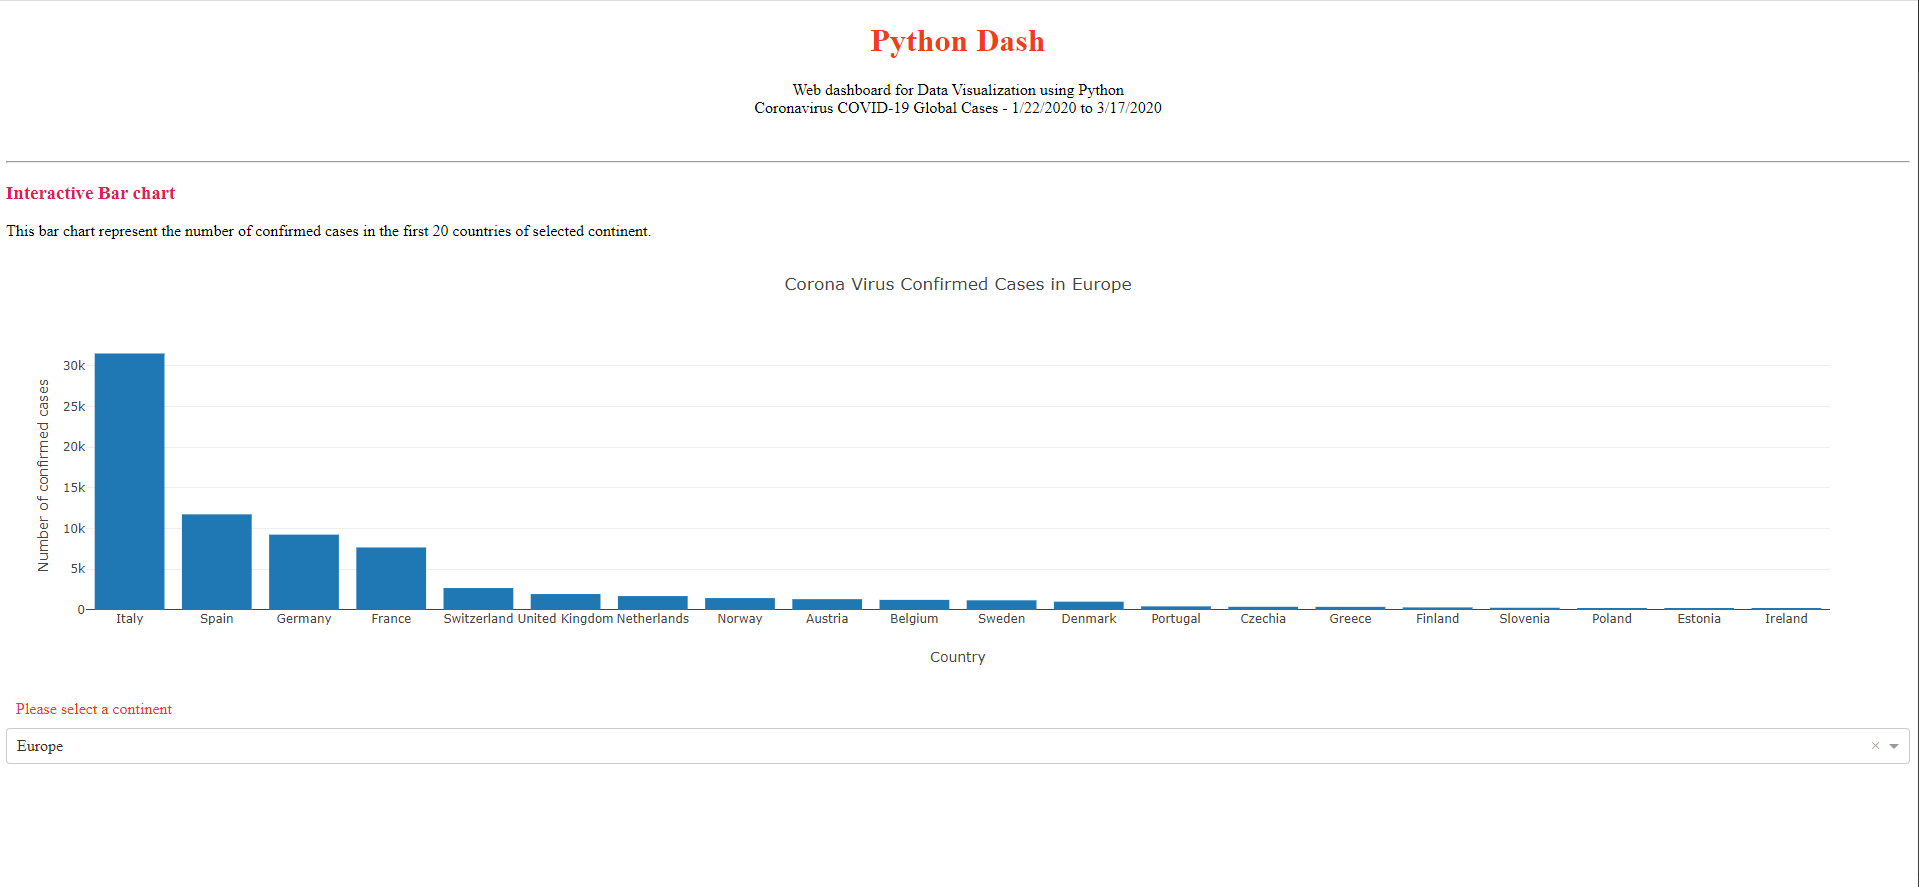 Python Dash
Web dashboard for Data Visualization using Python
Coronavirus COVID-19 Global Cases - 1/22/2020 to 3/17/2020
Interactive Bar chart
This bar chart represent the number of confirmed cases in the first 20 countries of selected continent.
Corona Virus Confirmed Cases in Europe
Number of confirmed cases
30k
25k
20k
15k
10k
5k
0
Italy Spain Germany France Switzerland United Kingdom Netherlands Norway Austria Belgium Sweden Denmark Portugal Czechia Greece Finland Slovenia Poland Estonia Ireland
Country
Please select a continent
Europe ×